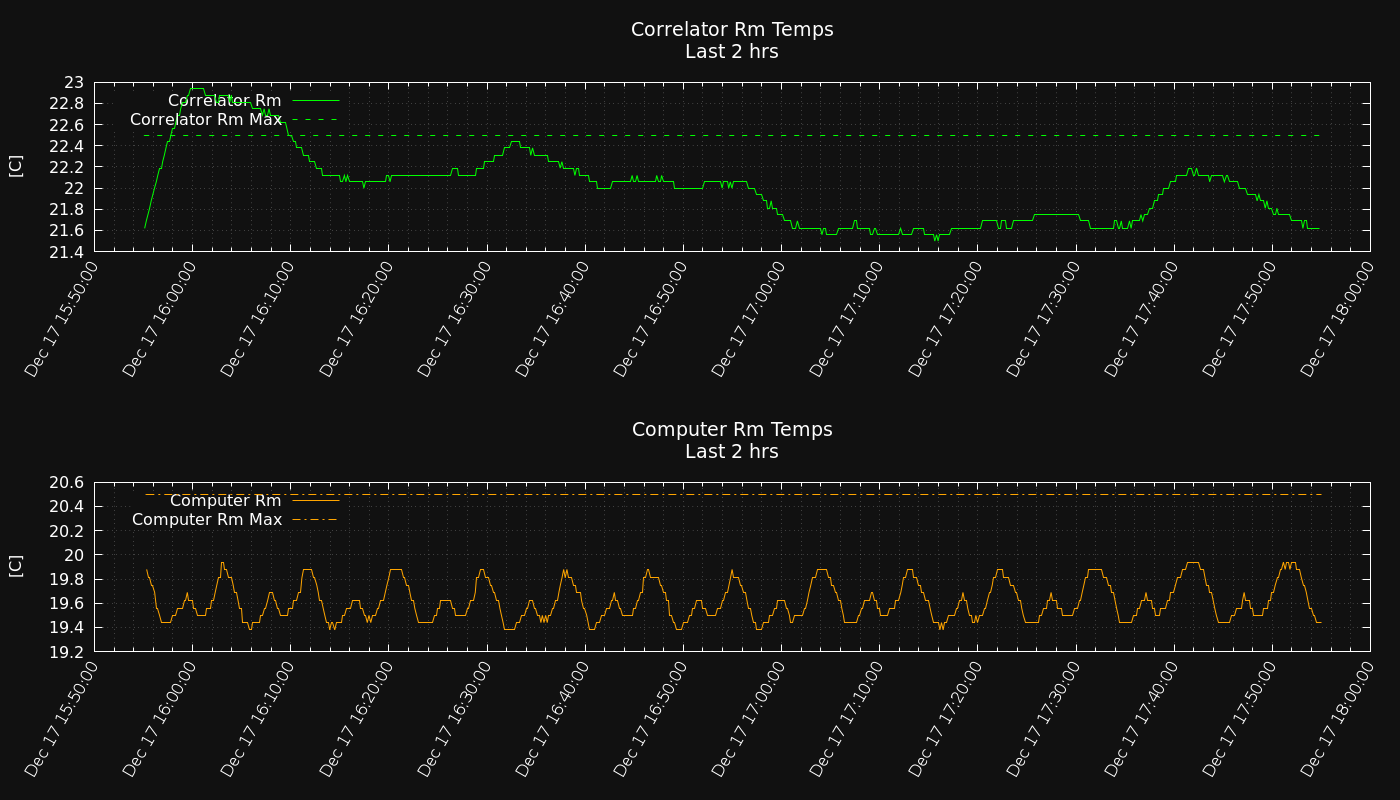 Correlator Rm Temps
Last 2 hrs
23
22.8
22.6
22.4
22.2
22
21.8
21.6
21.4
[C]
Correlator Rm
Correlator Rm Max
Dec 17 15:50:00
Dec 17 16:00:00
Dec 17 16:10:00
Dec 17 16:20:00
Dec 17 16:30:00
Dec 17 16:40:00
Dec 17 16:50:00
Dec 17 17:00:00
Dec 17 17:10:00
Dec 17 17:20:00
Dec 17 17:30:00
Dec 17 17:40:00
Dec 17 17:50:00
Dec 17 18:00:00
Computer Rm Temps
Last 2 hrs
20.6
20.4
20.2
20
19.8
19.6
19.4
19.2
[C]
Computer Rm
Computer Rm Max
Dec 17 15:50:00
Dec 17 16:00:00
Dec 17 16:10:00
Dec 17 16:20:00
Dec 17 16:30:00
Dec 17 16:40:00
Dec 17 16:50:00
Dec 17 17:00:00
Dec 17 17:10:00
Dec 17 17:20:00
Dec 17 17:30:00
Dec 17 17:40:00
Dec 17 17:50:00
Dec 17 18:00:00